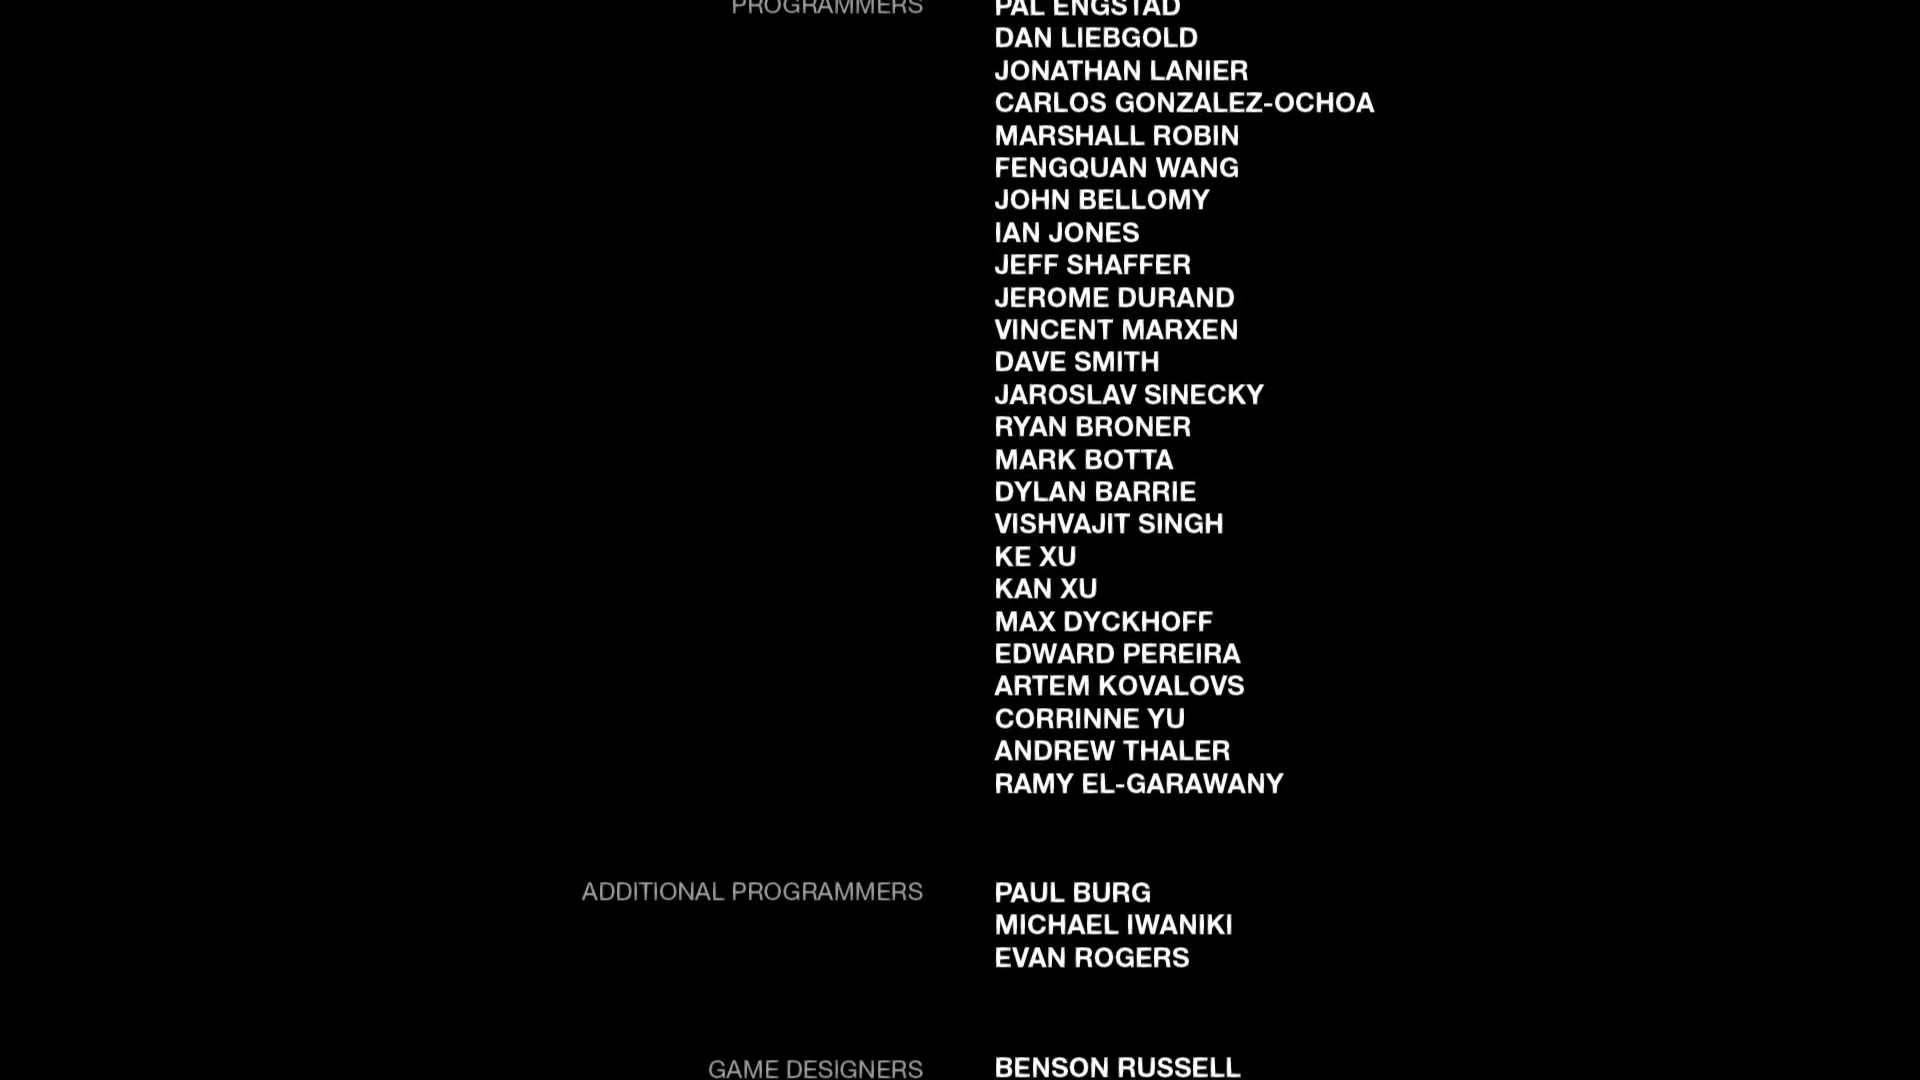 PROGRAMMERS PAL ENGSTAD
DAN LIEBGOLD
JONATHAN LANIER
CARLOS GONZALEZ-OCHOA
MARSHALL ROBIN
FENGQUAN WANG
JOHN BELLOMY
IAN JONES
JEFF SHAFFER
JEROME DURAND
VINCENT MARXEN
DAVE SMITH
JAROSLAV SINECKY
RYAN BRONER
MARK BOTTA
DYLAN BARRIE
VISHVAJIT SINGH
KE XU
KAN XU
MAX DYCKHOFF
EDWARD PEREIRA
ARTEM KOVALOVS
CORRINNE YU
ANDREW THALER
RAMY EL-GARAWANY
ADDITIONAL PROGRAMMERS PAUL BURG
MICHAEL IWANIKI
EVAN ROGERS
GAME DESIGNERS BENSON RUSSELL